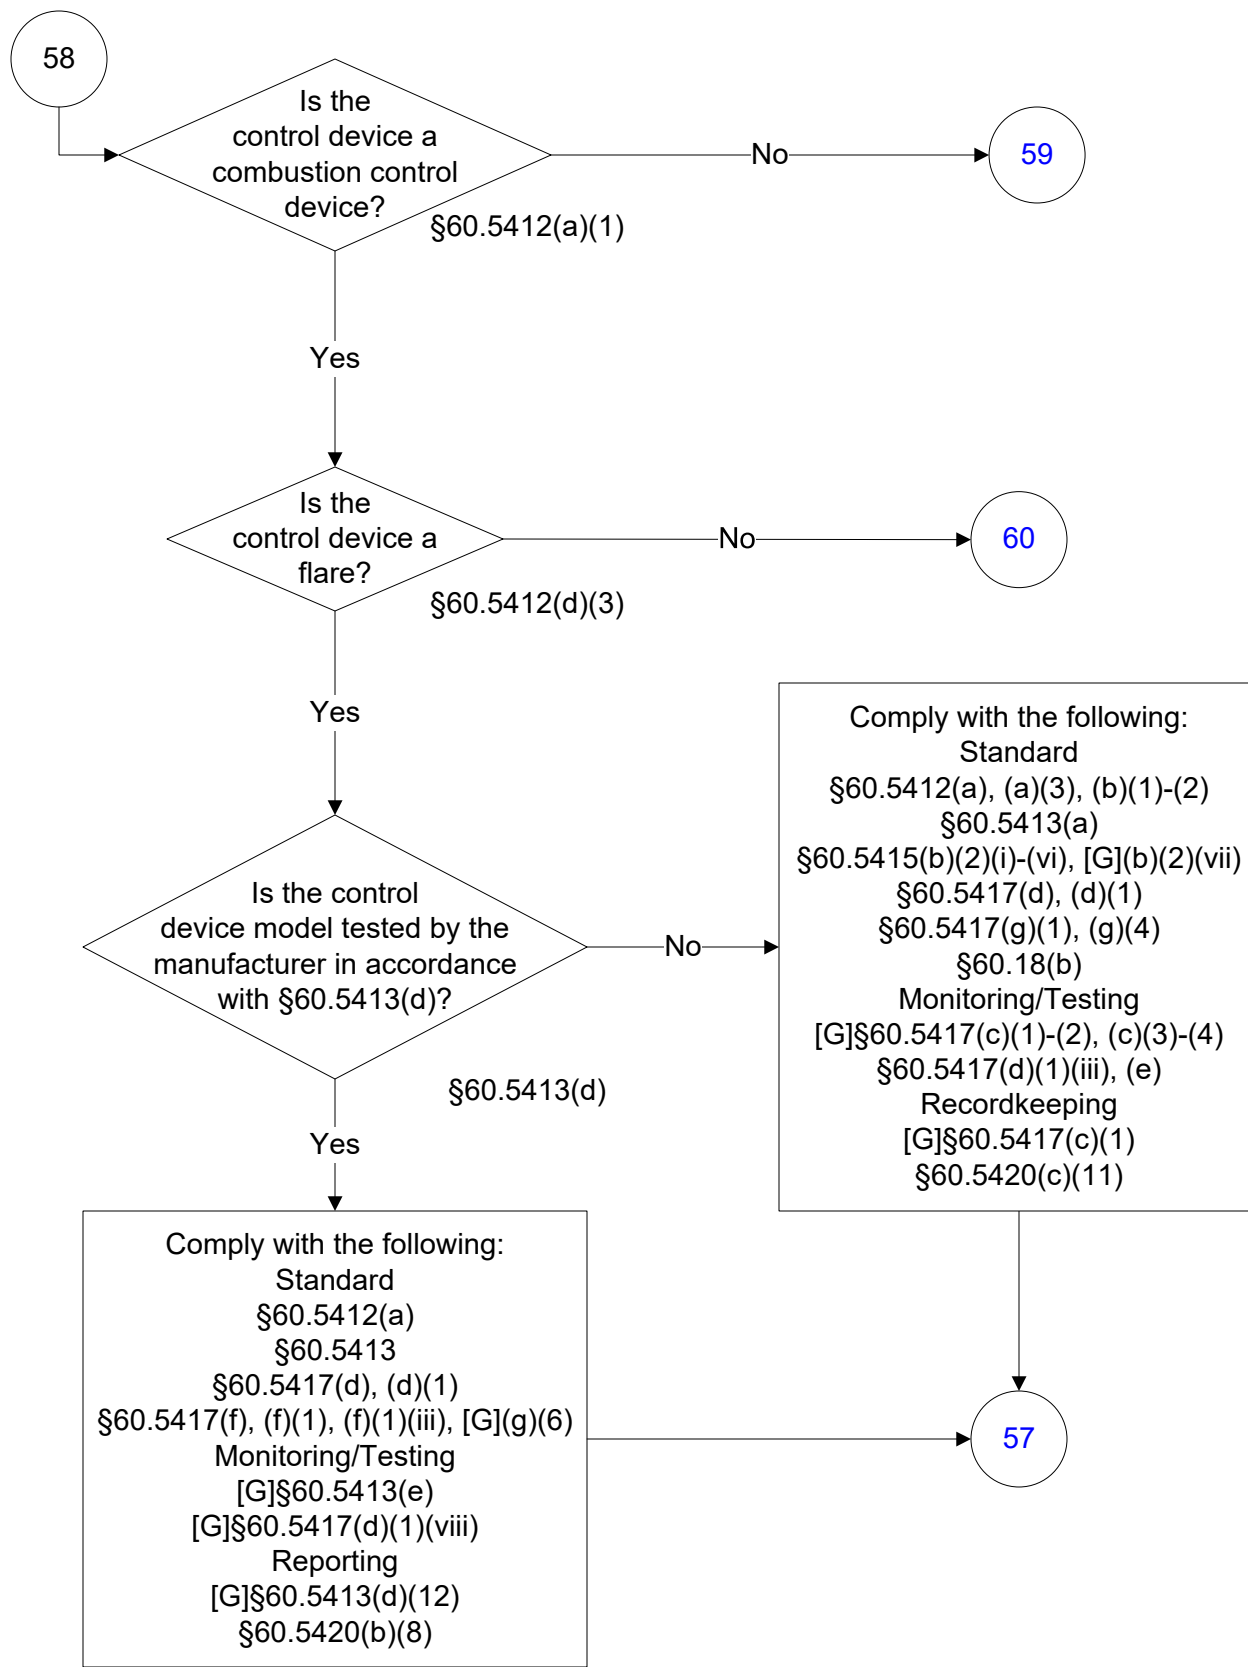 58
Is the
control device a
combustion control
device?
§60.5412(a)(1)
No
59
Yes
Is the
control device a
flare?
§60.5412(d)(3)
No
60
Yes
Is the control
device model tested by the
manufacturer in accordance
with §60.5413(d)?
§60.5413(d)
No
Comply with the following:
Standard
§60.5412(a), (a)(3), (b)(1)-(2)
§60.5413(a)
§60.5415(b)(2)(i)-(vi), [G](b)(2)(vii)
§60.5417(d), (d)(1)
§60.5417(g)(1), (g)(4)
§60.18(b)
Monitoring/Testing
[G]§60.5417(c)(1)-(2), (c)(3)-(4)
§60.5417(d)(1)(iii), (e)
Recordkeeping
[G]§60.5417(c)(1)
§60.5420(c)(11)
Yes
Comply with the following:
Standard
§60.5412(a)
§60.5413
§60.5417(d), (d)(1)
§60.5417(f), (f)(1), (f)(1)(iii), [G](g)(6)
Monitoring/Testing
[G]§60.5413(e)
[G]§60.5417(d)(1)(viii)
Reporting
[G]§60.5413(d)(12)
§60.5420(b)(8)
57